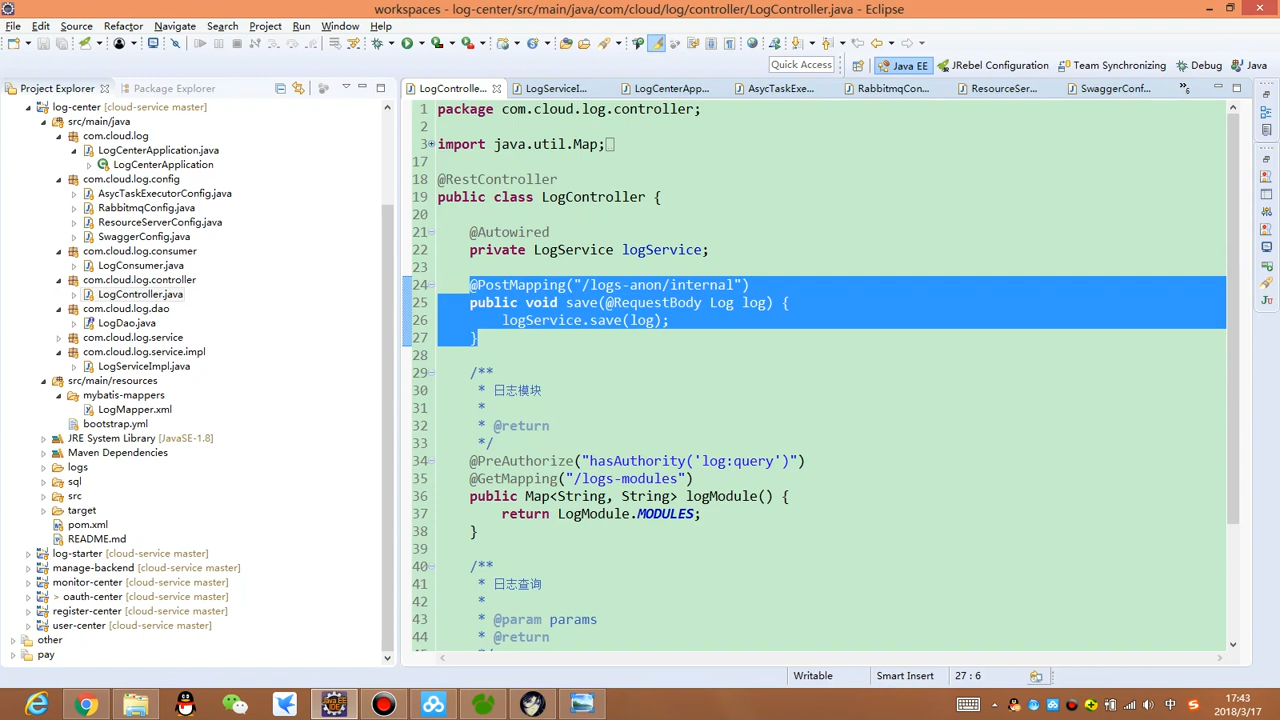 workspaces - log-center/src/main/java/com/cloud/log/controller/LogController.java - Eclipse
File Edit Source Refactor Navigate Search Project Run Window Help
Quick Access
Java EE
JRebel Configuration
Team Synchronizing
Debug
Java
Project Explorer
Package Explorer
log-center [cloud-service master]
src/main/java
com.cloud.log
LogCenterApplication.java
LogCenterApplication
com.cloud.log.config
AsycTaskExecutorConfig.java
RabbitmqConfig.java
ResourceServerConfig.java
SwaggerConfig.java
com.cloud.log.consumer
LogConsumer.java
com.cloud.log.controller
LogController.java
com.cloud.log.dao
LogDao.java
com.cloud.log.service
com.cloud.log.service.impl
LogServiceImpl.java
src/main/resources
mybatis-mappers
LogMapper.xml
bootstrap.yml
JRE System Library [JavaSE-1.8]
Maven Dependencies
logs
sql
src
target
pom.xml
README.md
log-starter [cloud-service master]
manage-backend [cloud-service master]
monitor-center [cloud-service master]
> oauth-center [cloud-service master]
register-center [cloud-service master]
user-center [cloud-service master]
other
pay
LogControlle... LogServiceI... LogCenterApp... AsycTaskExe... RabbitmqCon... ResourceSer... SwaggerConf... »5
1 package com.cloud.log.controller;
2
3 import java.util.Map;
17
18 @RestController
19 public class LogController {
20
21 @Autowired
22 private LogService logService;
23
24 @PostMapping("/logs-anon/internal")
25 public void save(@RequestBody Log log) {
26 logService.save(log);
27 }
28
29 /**
30 * 日志模块
31 *
32 * @return
33 */
34 @PreAuthorize("hasAuthority('log:query')")
35 @GetMapping("/logs-modules")
36 public Map<String, String> logModule() {
37 return LogModule.MODULES;
38 }
39
40 /**
41 * 日志查询
42 *
43 * @param params
44 * @return
Writable
Smart Insert
27 : 6
中
17:43
2018/3/17